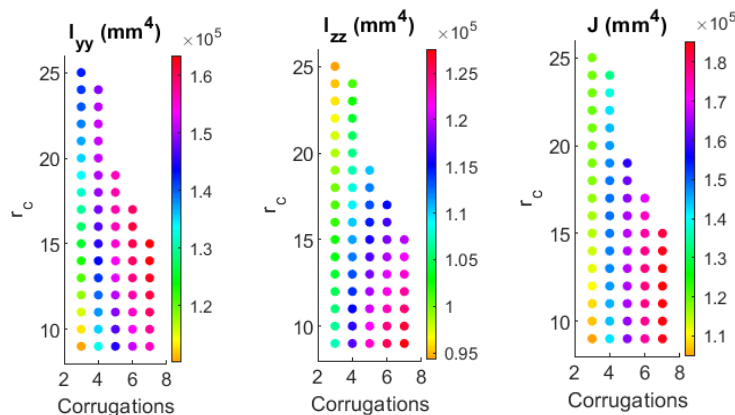 I_yy (mm^4)
×10^5
25
20
15
10
r_c
2 4 6 8
Corrugations
1.6
1.5
1.4
1.3
1.2
I_zz (mm^4)
×10^5
25
20
15
10
r_c
2 4 6 8
Corrugations
1.25
1.2
1.15
1.1
1.05
1
0.95
J (mm^4)
×10^5
25
20
15
10
r_c
2 4 6 8
Corrugations
1.8
1.7
1.6
1.5
1.4
1.3
1.2
1.1